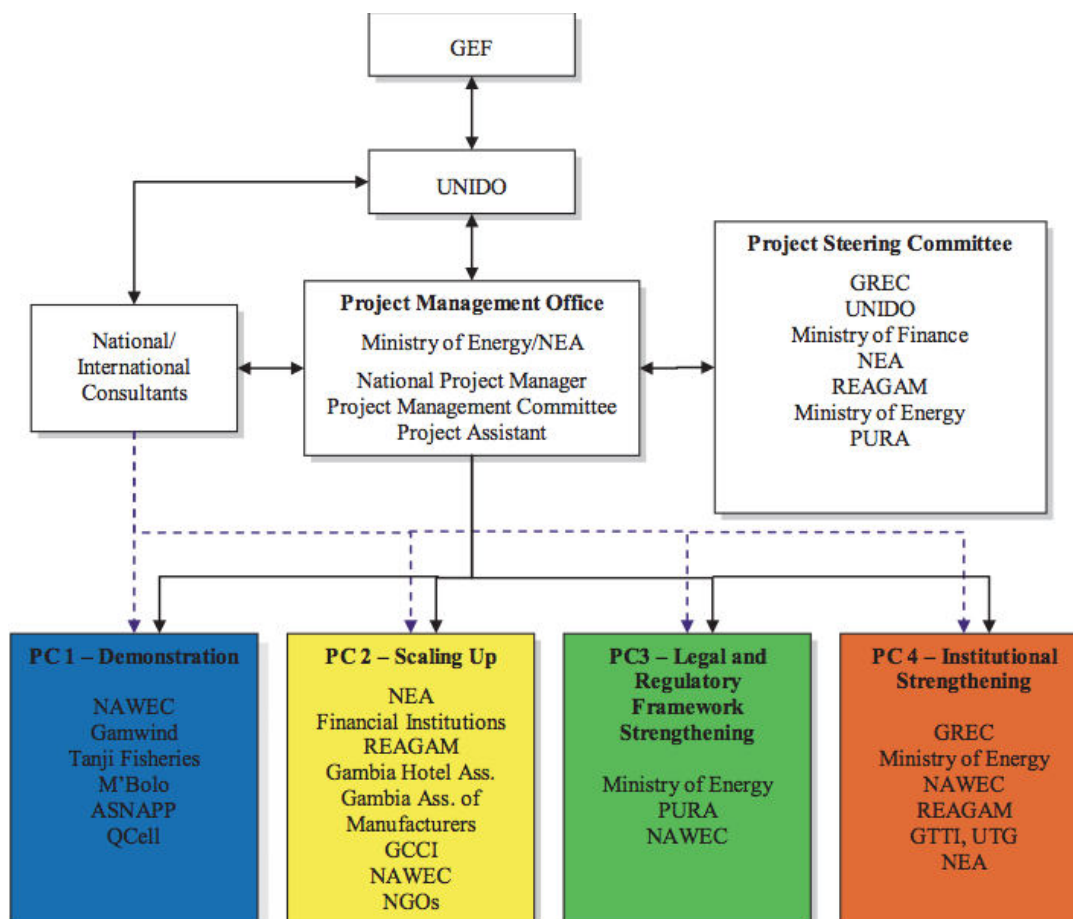 GEF
UNIDO
Project Steering Committee
GREC
UNIDO
Ministry of Finance
NEA
REAGAM
Ministry of Energy
PURA
National/
International
Consultants
Project Management Office
Ministry of Energy/NEA
National Project Manager
Project Management Committee
Project Assistant
PC 1 – Demonstration
NAWEC
Gamwind
Tanji Fisheries
M’Bolo
ASNAPP
QCell
PC 2 – Scaling Up
NEA
Financial Institutions
REAGAM
Gambia Hotel Ass.
Gambia Ass. of
Manufacturers
GCCI
NAWEC
NGOs
PC3 – Legal and
Regulatory
Framework
Strengthening
Ministry of Energy
PURA
NAWEC
PC 4 – Institutional
Strengthening
GREC
Ministry of Energy
NAWEC
REAGAM
GTTI, UTG
NEA